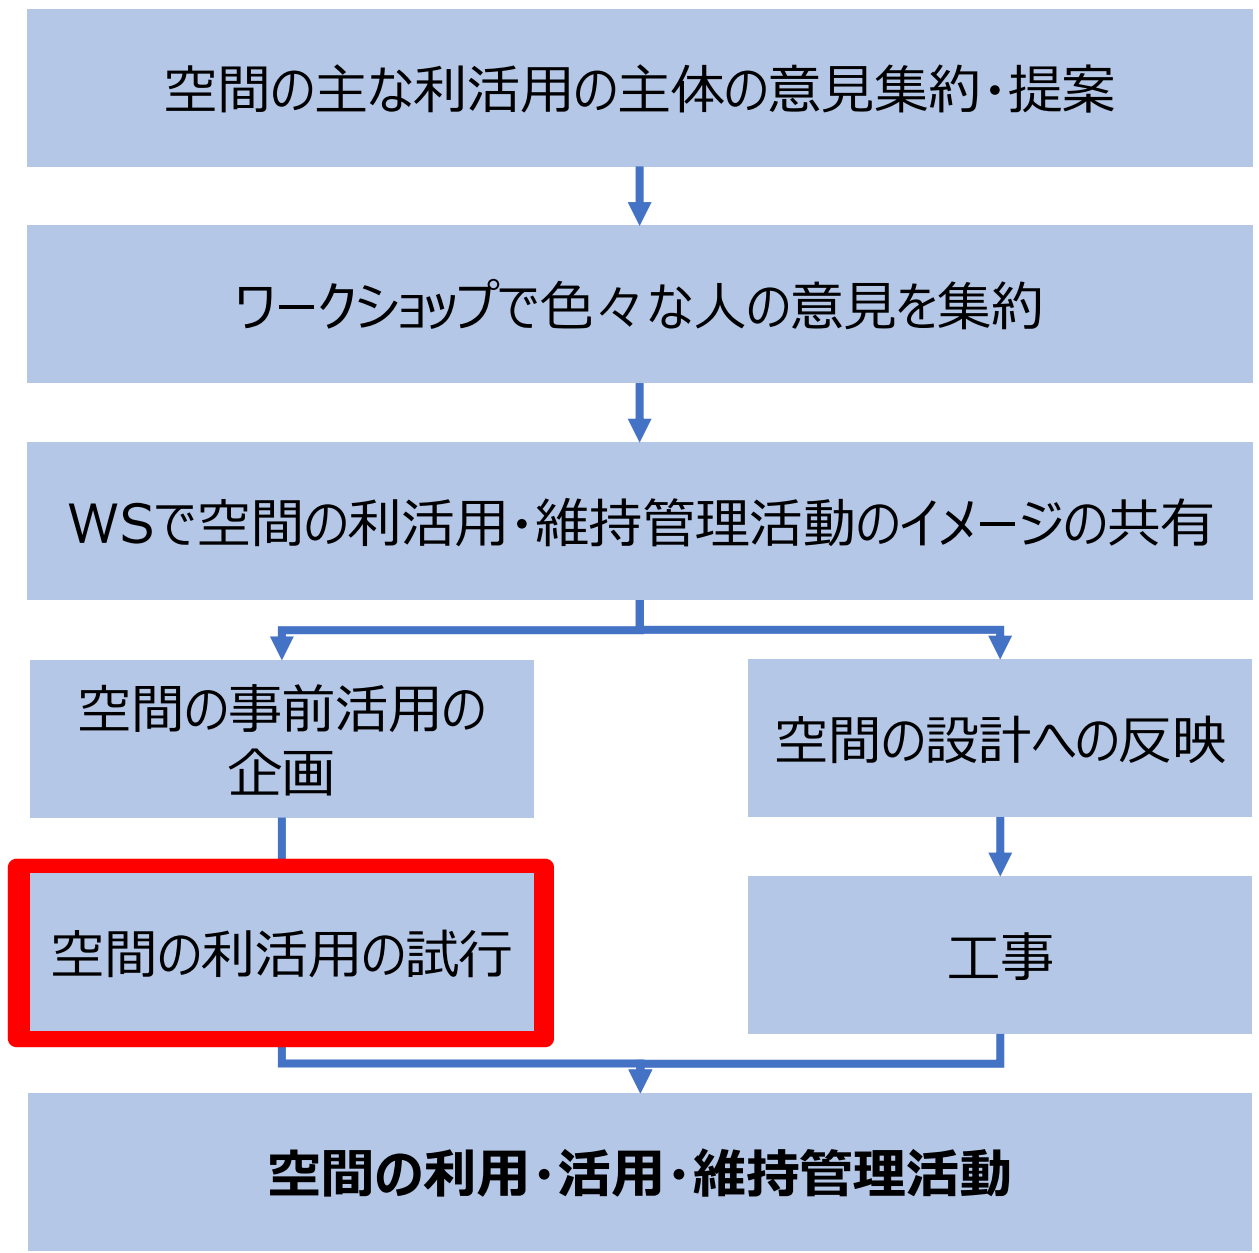 空間の主な利活用の主体の意見集約・提案
ワークショップで色々な人の意見を集約
WSで空間の利活用・維持管理活動のイメージの共有
空間の事前活用の
企画
空間の設計への反映
空間の利活用の試行
工事
空間の利用・活用・維持管理活動